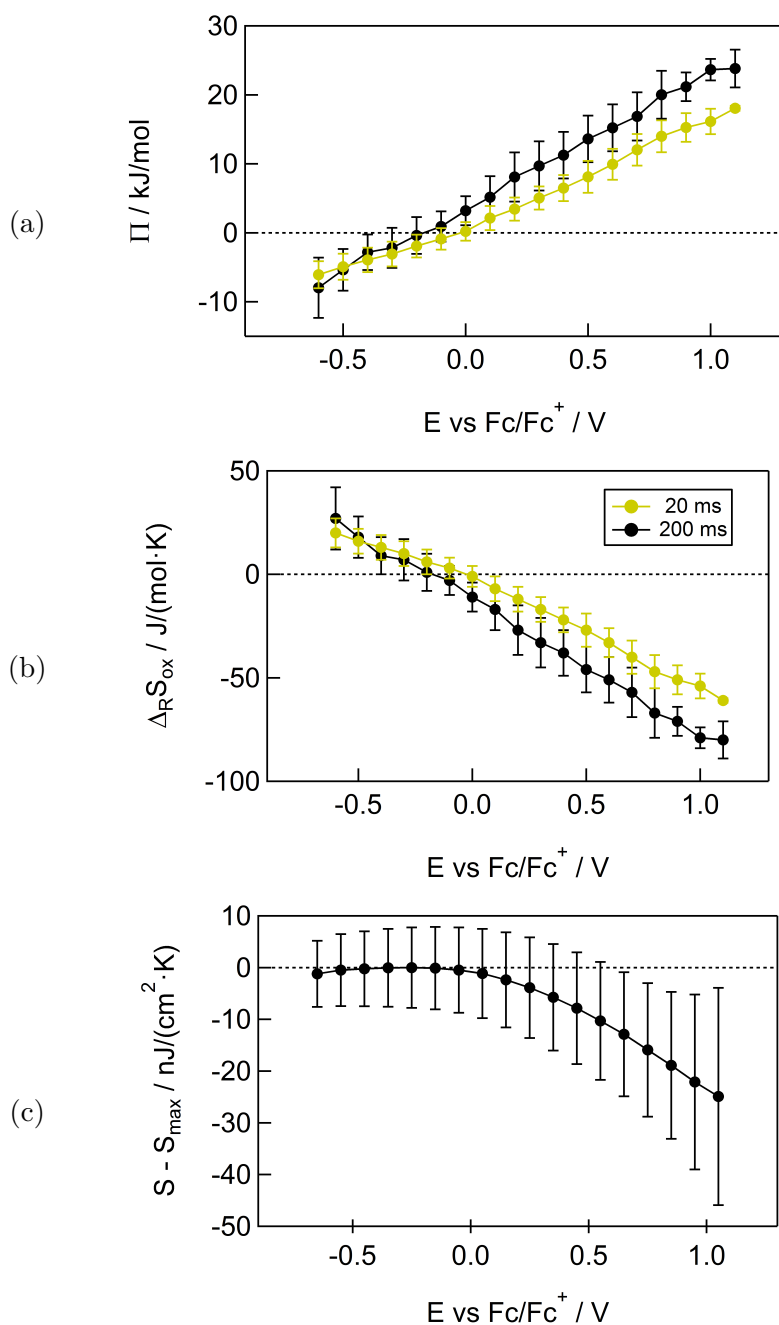 (a)
Π / kJ/mol
30
20
10
0
-10
-0.5 0.0 0.5 1.0
E vs Fc/Fc⁺ / V
(b)
Δ_R S_ox / J/(mol·K)
50
0
-50
-100
20 ms
200 ms
-0.5 0.0 0.5 1.0
E vs Fc/Fc⁺ / V
(c)
S - S_max / nJ/(cm²·K)
10
0
-10
-20
-30
-40
-50
-0.5 0.0 0.5 1.0
E vs Fc/Fc⁺ / V